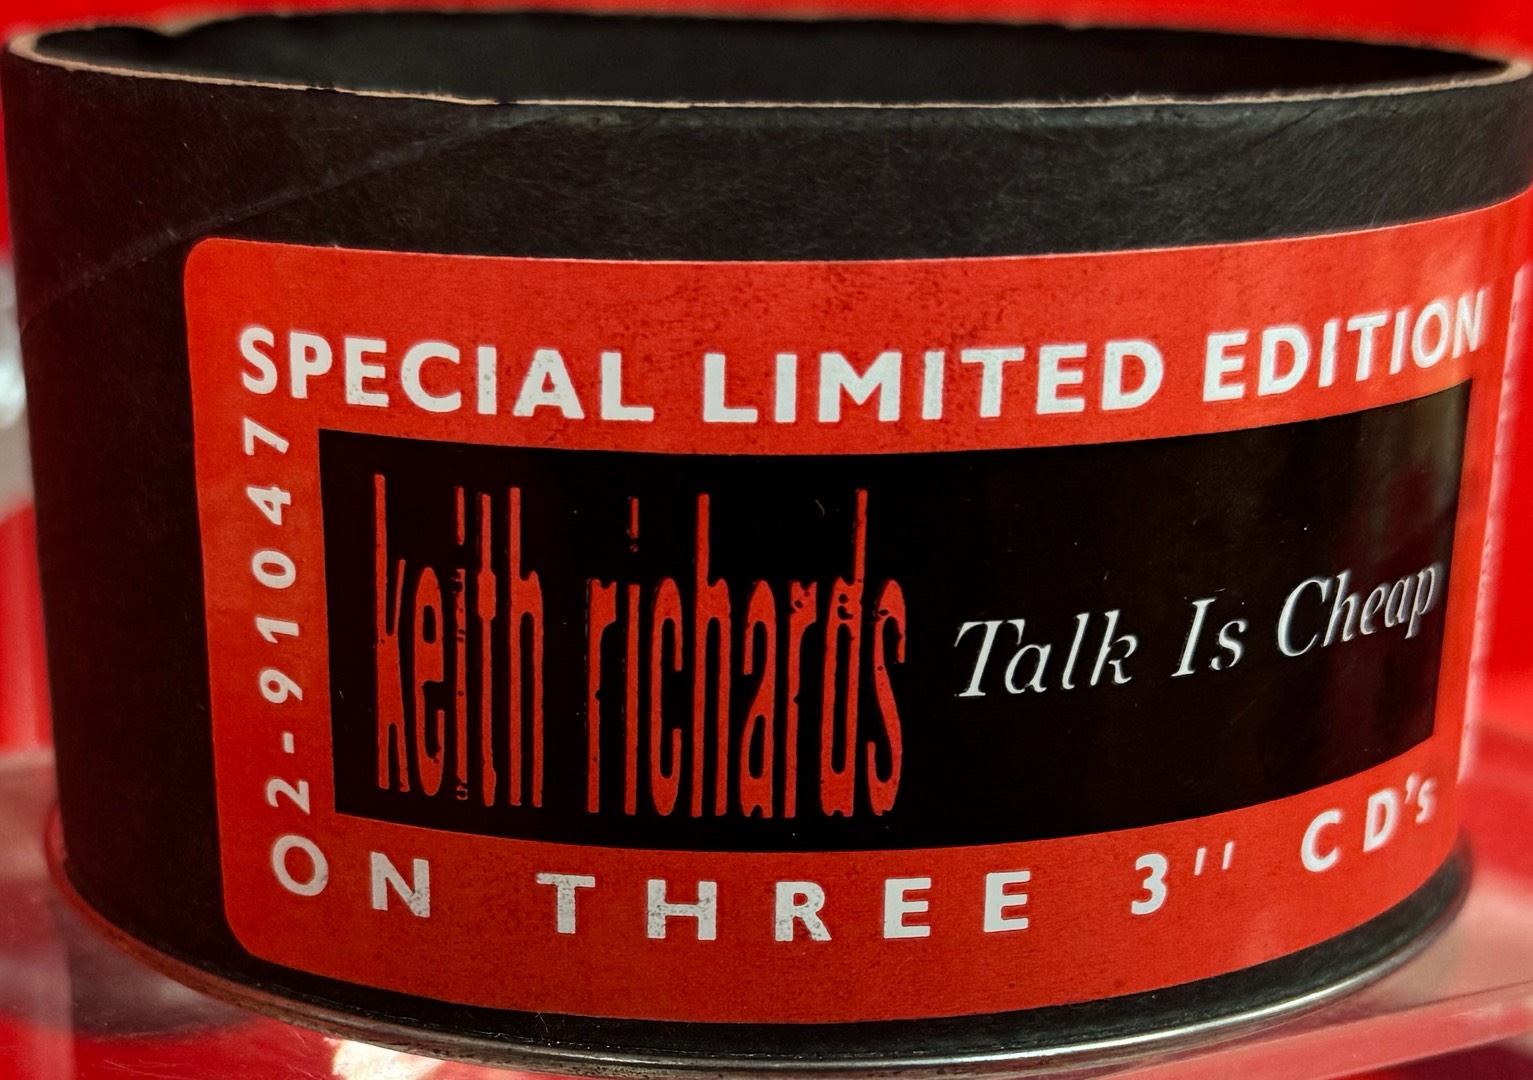 SPECIAL LIMITED EDITION
02-91047
keith richards
Talk Is Cheap
ON THREE 3" CD's